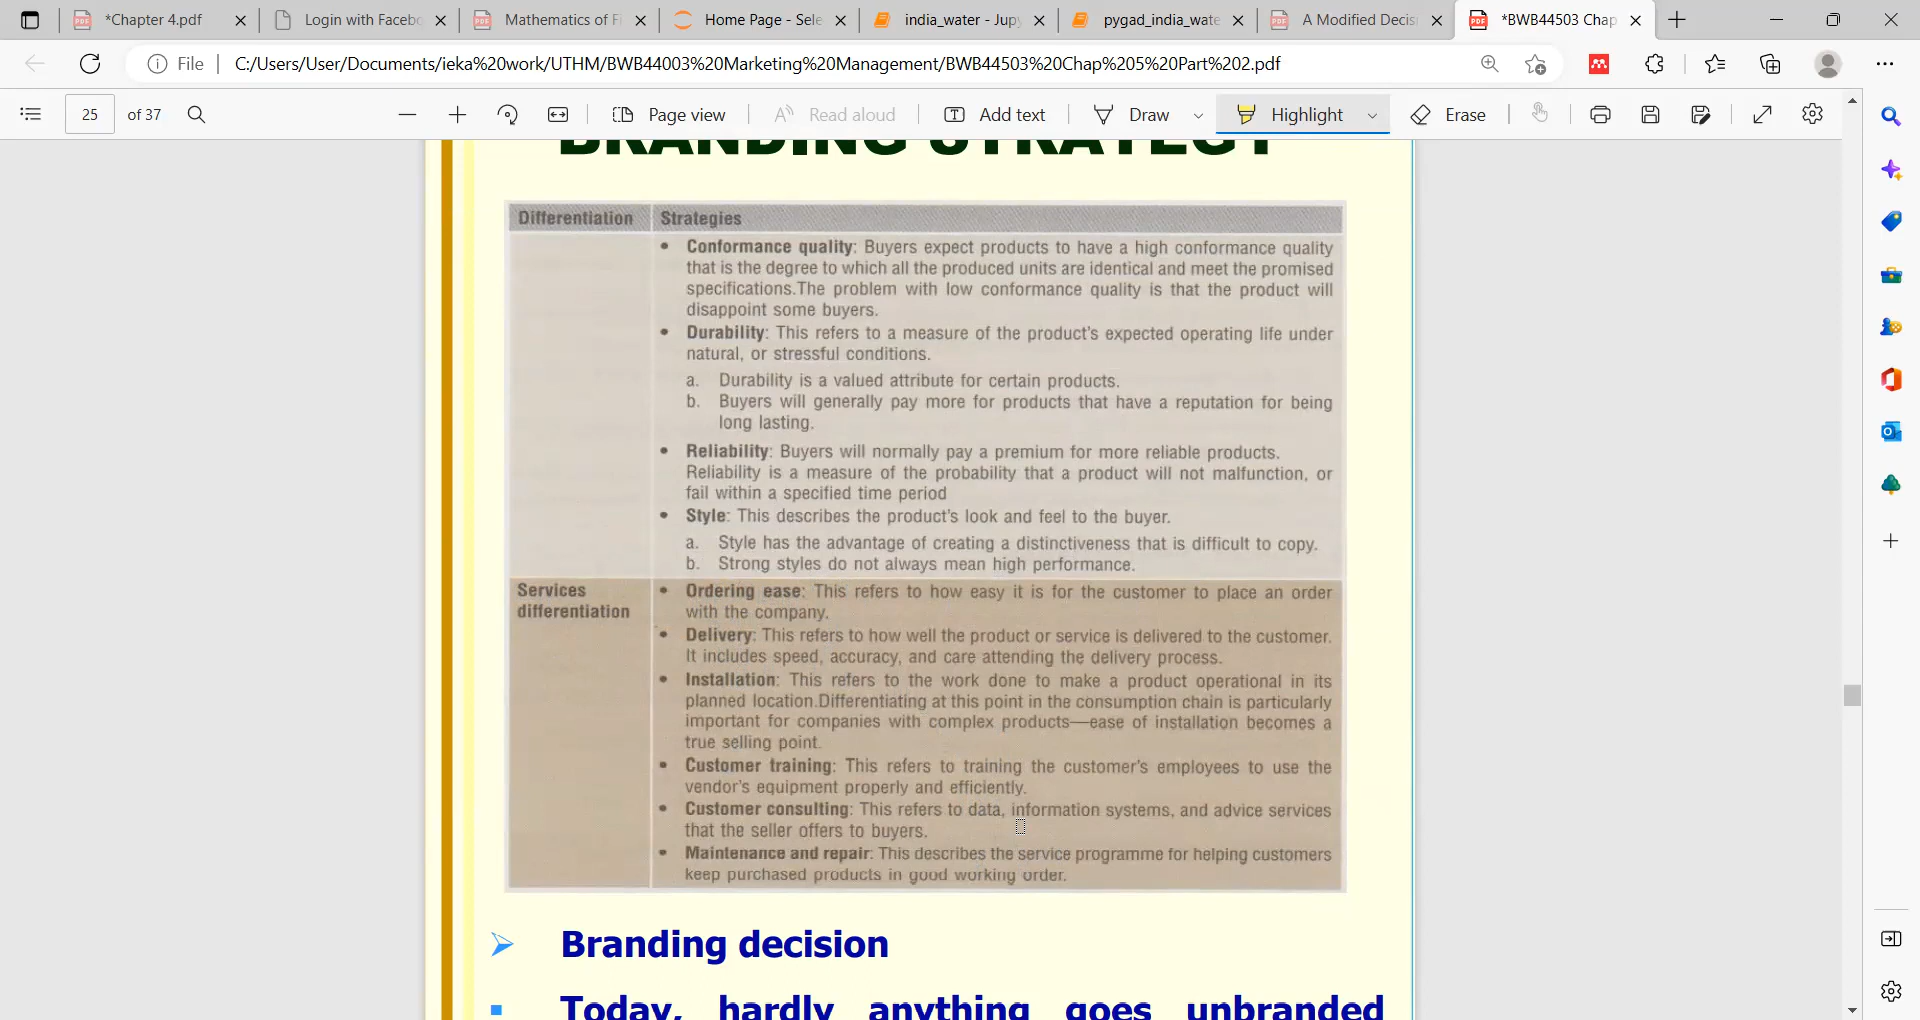 *Chapter 4.pdf
Login with Facebo
Mathematics of Fi
Home Page - Sele
india_water - Jup
pygad_india_wate
A Modified Decis
*BWB44503 Chap
File
C:/Users/User/Documents/ieka%20work/UTHM/BWB44003%20Marketing%20Management/BWB44503%20Chap%205%20Part%202.pdf
25 of 37
Page view
Read aloud
Add text
Draw
Highlight
Erase
BRANDING STRATEGY
Differentiation Strategies
• Conformance quality: Buyers expect products to have a high conformance quality
that is the degree to which all the produced units are identical and meet the promised
specifications.The problem with low conformance quality is that the product will
disappoint some buyers.
• Durability: This refers to a measure of the product's expected operating life under
natural, or stressful conditions.
a. Durability is a valued attribute for certain products.
b. Buyers will generally pay more for products that have a reputation for being
long lasting.
• Reliability: Buyers will normally pay a premium for more reliable products.
Reliability is a measure of the probability that a product will not malfunction, or
fail within a specified time period
• Style: This describes the product's look and feel to the buyer.
a. Style has the advantage of creating a distinctiveness that is difficult to copy.
b. Strong styles do not always mean high performance.
Services
differentiation
• Ordering ease: This refers to how easy it is for the customer to place an order
with the company.
• Delivery: This refers to how well the product or service is delivered to the customer.
It includes speed, accuracy, and care attending the delivery process.
• Installation: This refers to the work done to make a product operational in its
planned location.Differentiating at this point in the consumption chain is particularly
important for companies with complex products—ease of installation becomes a
true selling point.
• Customer training: This refers to training the customer's employees to use the
vendor's equipment properly and efficiently.
• Customer consulting: This refers to data, information systems, and advice services
that the seller offers to buyers.
• Maintenance and repair: This describes the service programme for helping customers
keep purchased products in good working order.
Branding decision
Today, hardly anything goes unbranded